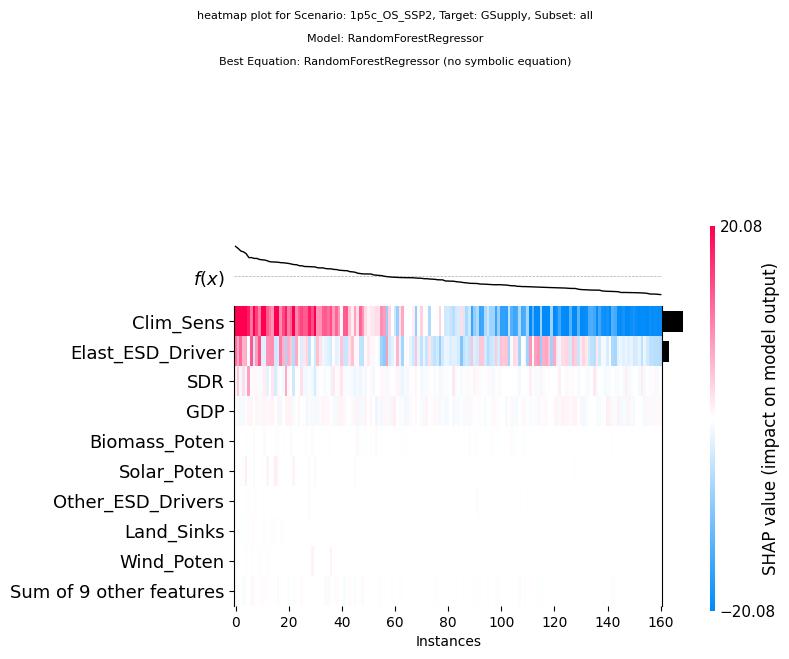 heatmap plot for Scenario: 1p5c_OS_SSP2, Target: GSupply, Subset: all
Model: RandomForestRegressor
Best Equation: RandomForestRegressor (no symbolic equation)
20.08
f(x)
Clim_Sens
Elast_ESD_Driver
SDR
GDP
Biomass_Poten
Solar_Poten
Other_ESD_Drivers
Land_Sinks
Wind_Poten
Sum of 9 other features
−20.08
SHAP value (impact on model output)
0 20 40 60 80 100 120 140 160
Instances